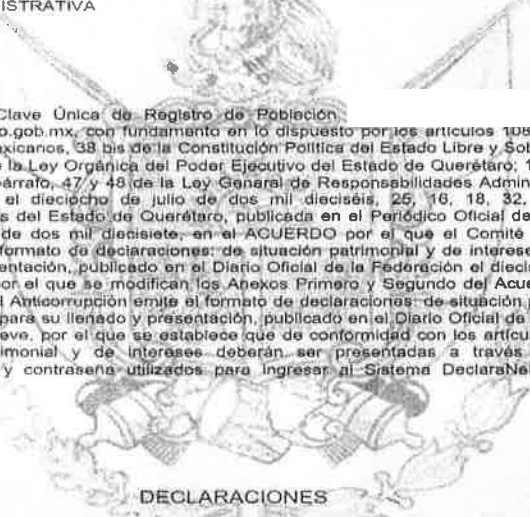 ISTRATIVA
Clave Única de Registro de Población
o.gob.mx, con fundamento en lo dispuesto por los artículos 108
exicanos, 38 bis de la Constitución Política del Estado Libre y Sob
e la Ley Orgánica del Poder Ejecutivo del Estado de Querétaro; 1
párrafo, 47 y 48 de la Ley General de Responsabilidades Admin
el dieciocho de julio de dos mil dieciséis, 25, 16, 18, 32,
s del Estado de Querétaro, publicada en el Periódico Oficial de
de dos mil diecisiete, en el ACUERDO por el que el Comité
formato de declaraciones: de situación patrimonial y de interese
sentación, publicado en el Diario Oficial de la Federación el diecis
por el que se modifican los Anexos Primero y Segundo del Acue
l Anticorrupción emite el formato de declaraciones: de situación
para su llenado y presentación, publicado en el Diario Oficial de
eve, por el que se establece que de conformidad con los artícu
rimonial y de intereses deberán ser presentadas a través
y contraseña utilizados para ingresar al Sistema DeclaraNe
DECLARACIONES